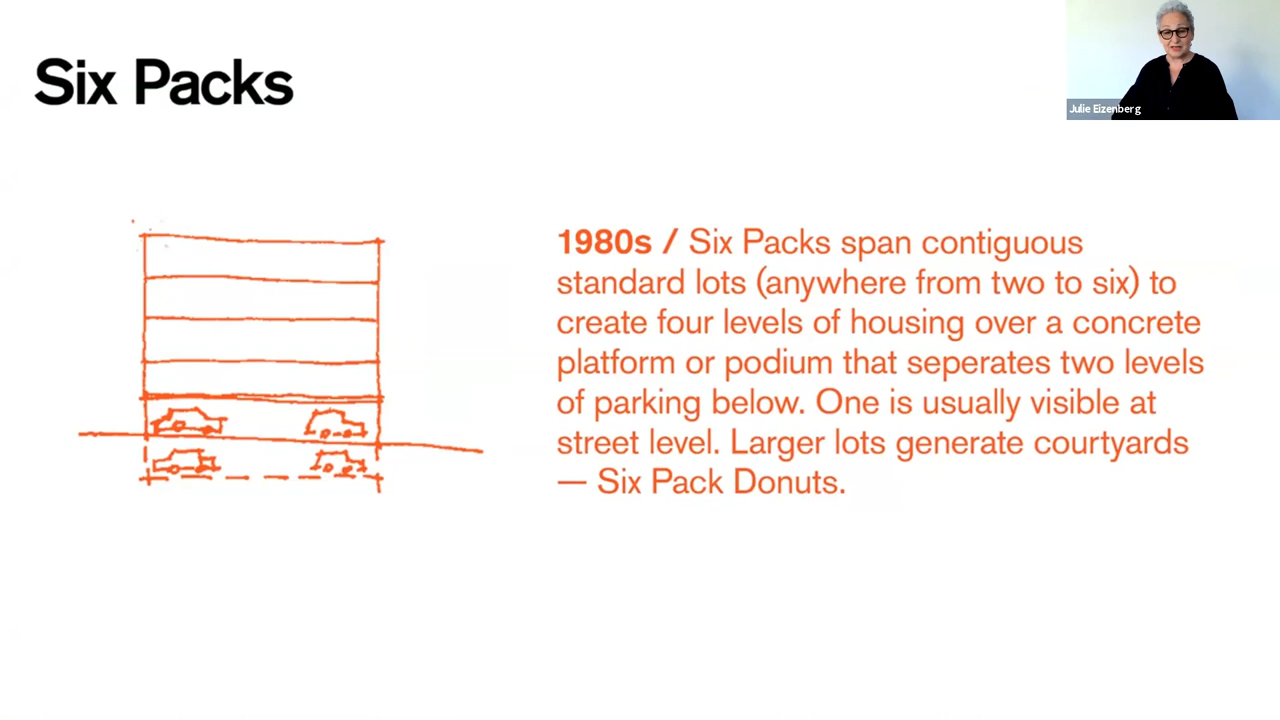 Six Packs
Julie Eizenberg
1980s / Six Packs span contiguous
standard lots (anywhere from two to six) to
create four levels of housing over a concrete
platform or podium that seperates two levels
of parking below. One is usually visible at
street level. Larger lots generate courtyards
— Six Pack Donuts.